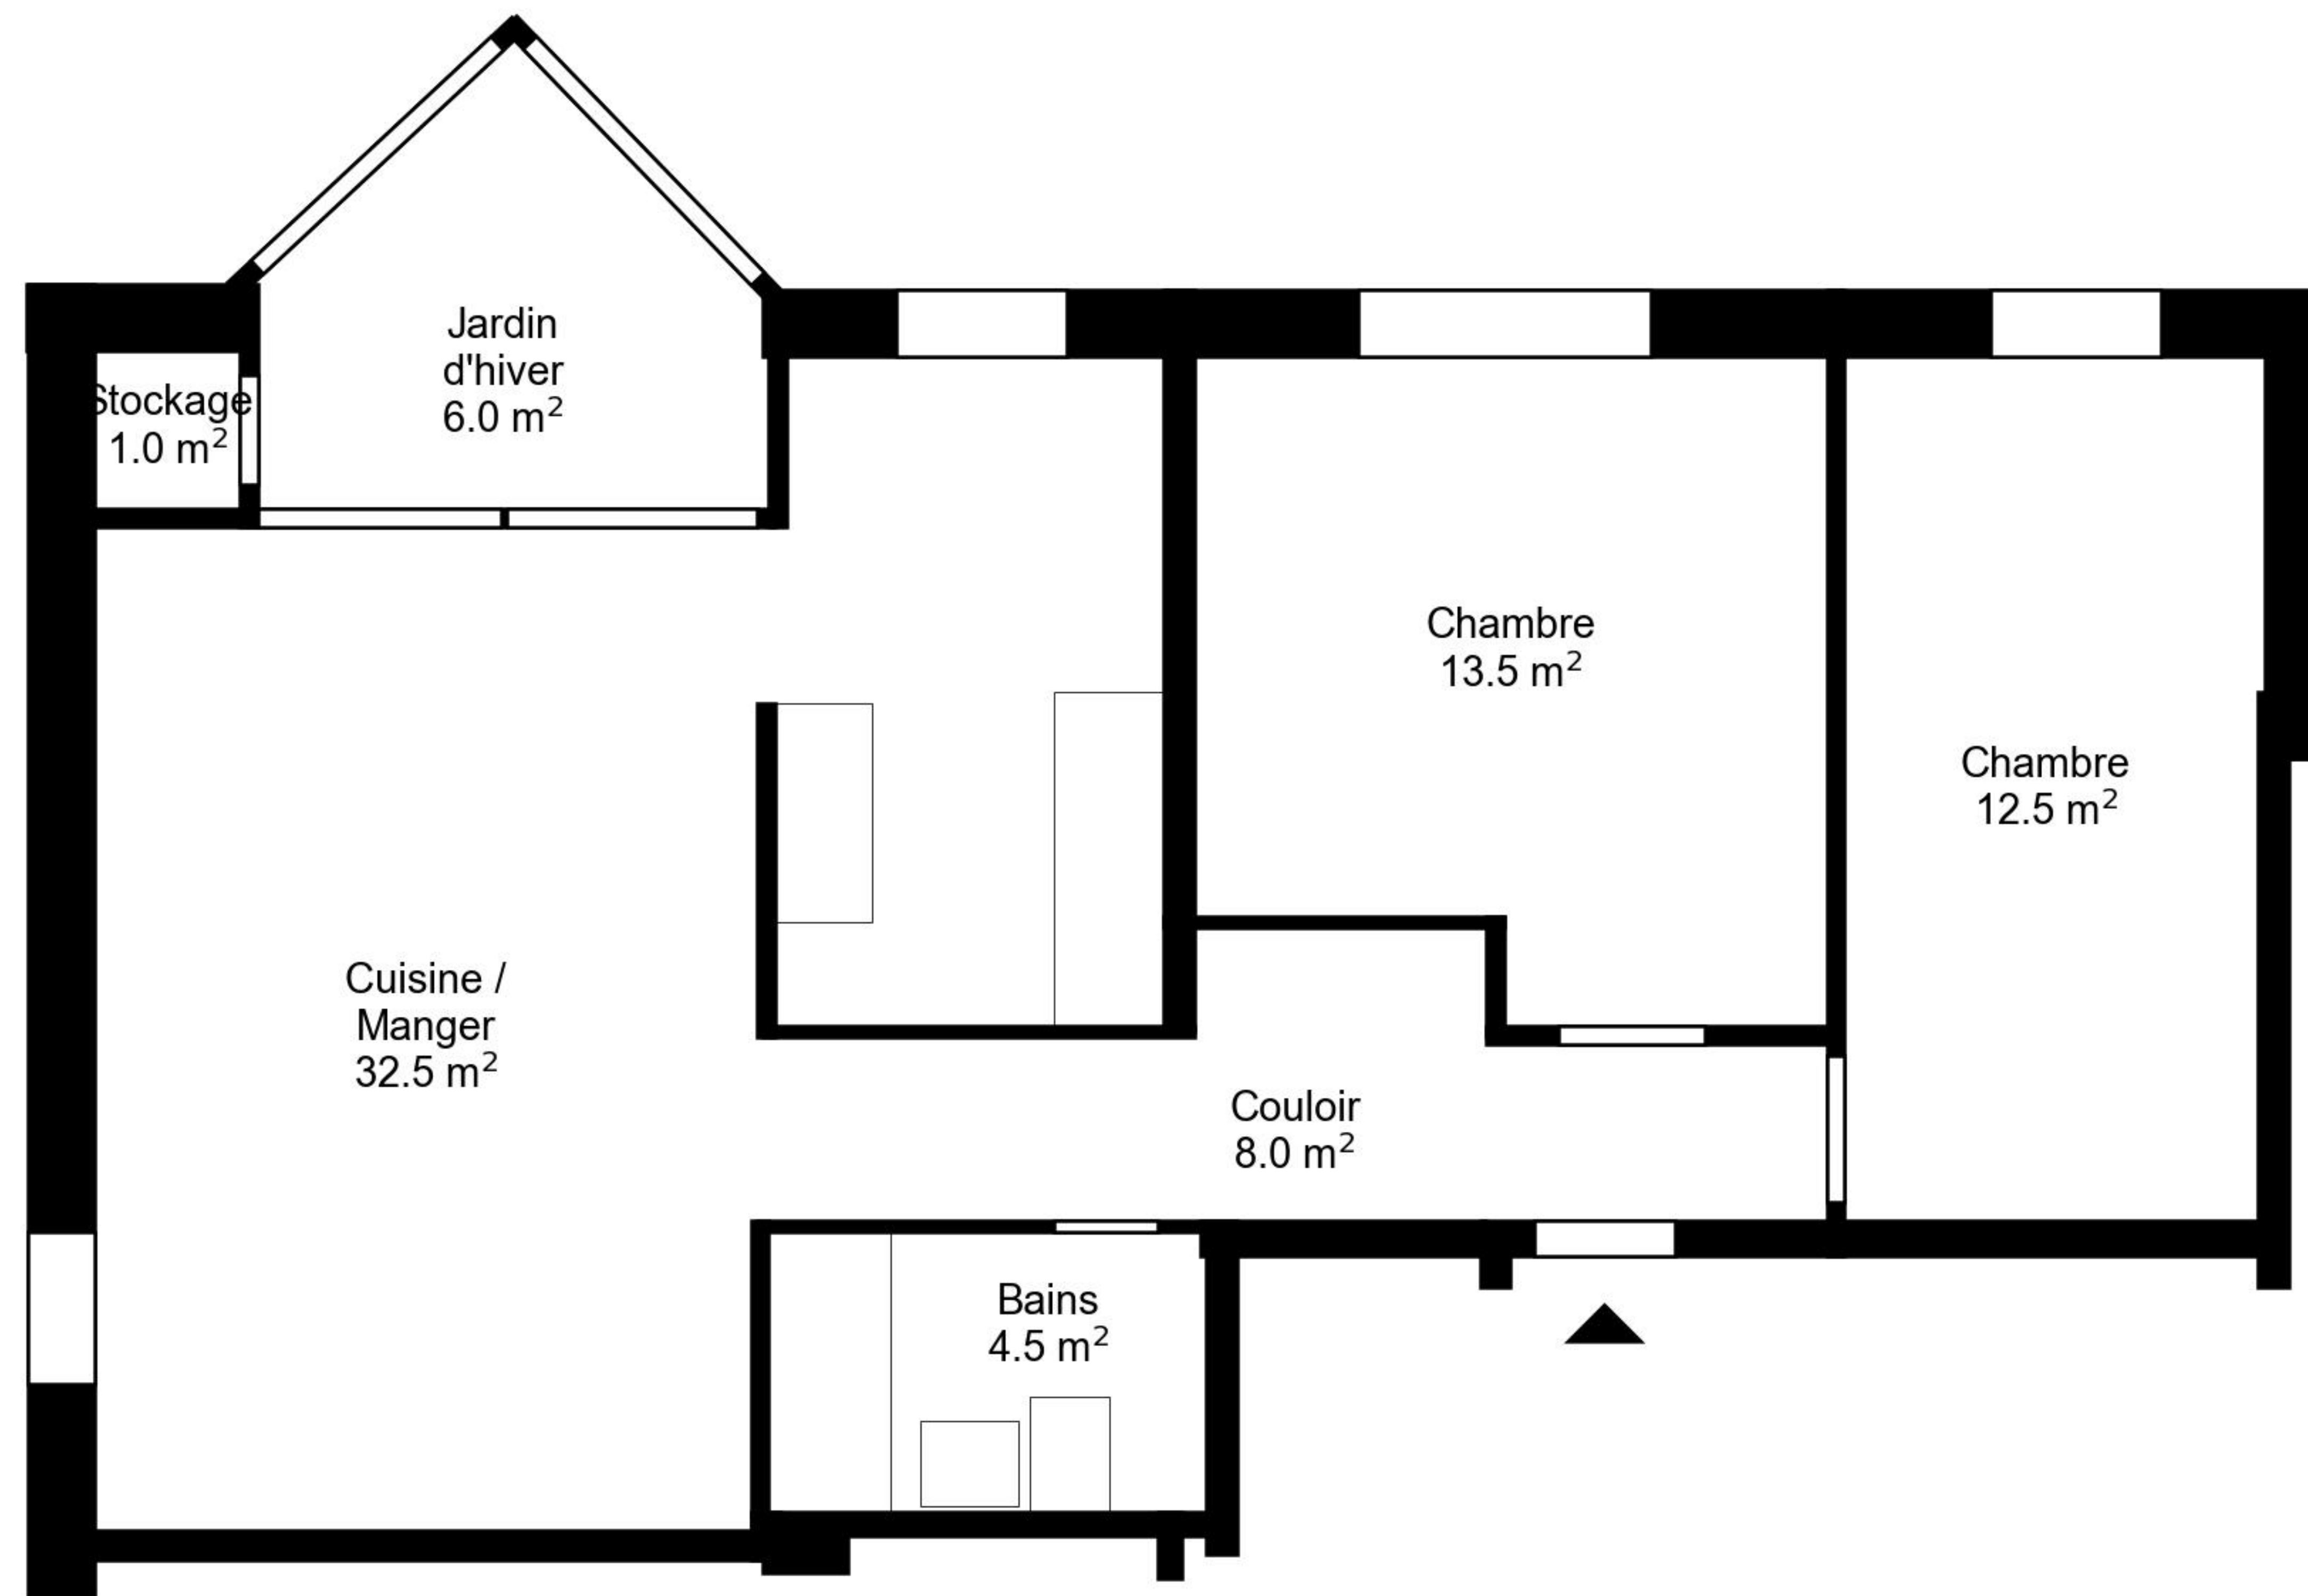 Jardin
d'hiver
6.0 m²
Stockage
1.0 m²
Chambre
13.5 m²
Chambre
12.5 m²
Cuisine /
Manger
32.5 m²
Couloir
8.0 m²
Bains
4.5 m²